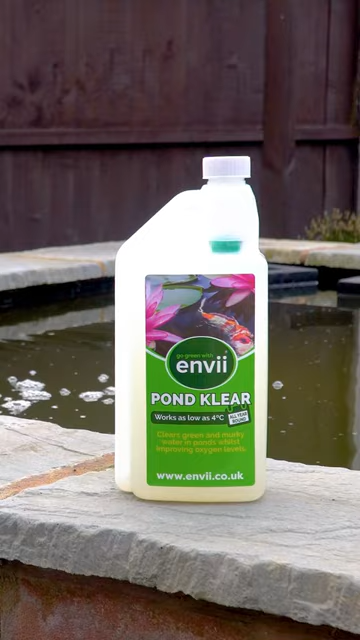 go green with
envii
POND KLEAR
Works as low as 4°C
ALL YEAR
ROUND
Clears green and murky
water in ponds whilst
improving oxygen levels.
www.envii.co.uk